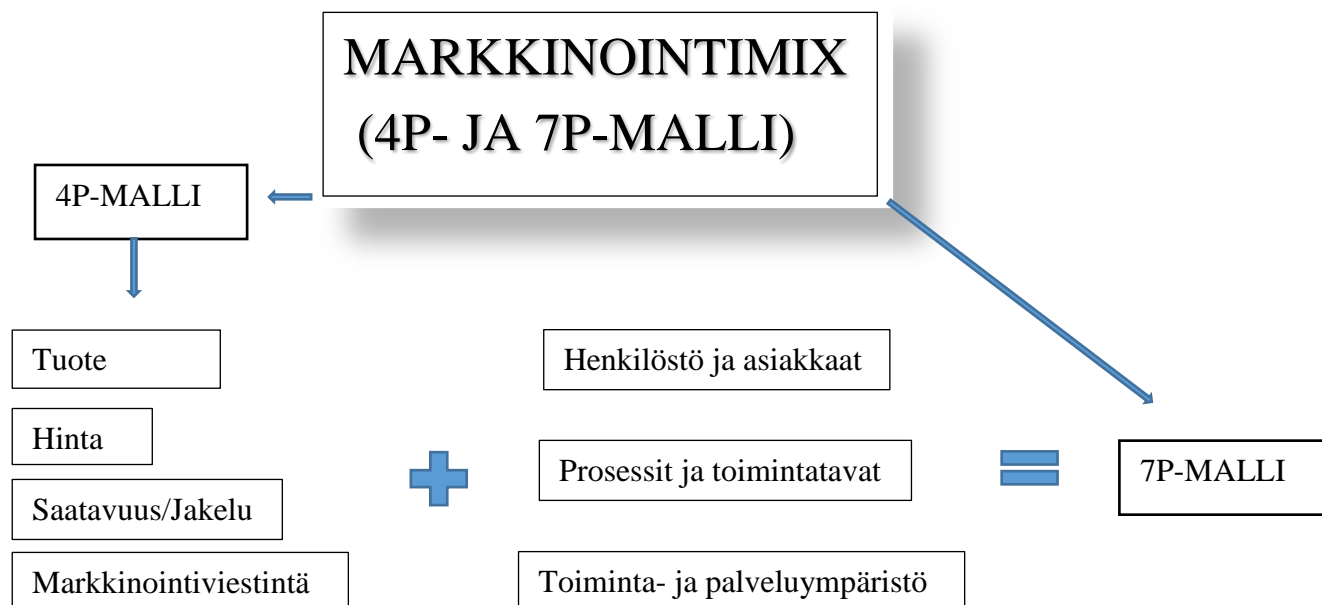 MARKKINOINTIMIX
(4P- JA 7P-MALLI)
4P-MALLI
Tuote
Hinta
Saatavuus/Jakelu
Markkinointiviestintä
Henkilöstö ja asiakkaat
Prosessit ja toimintatavat
Toiminta- ja palveluympäristö
7P-MALLI